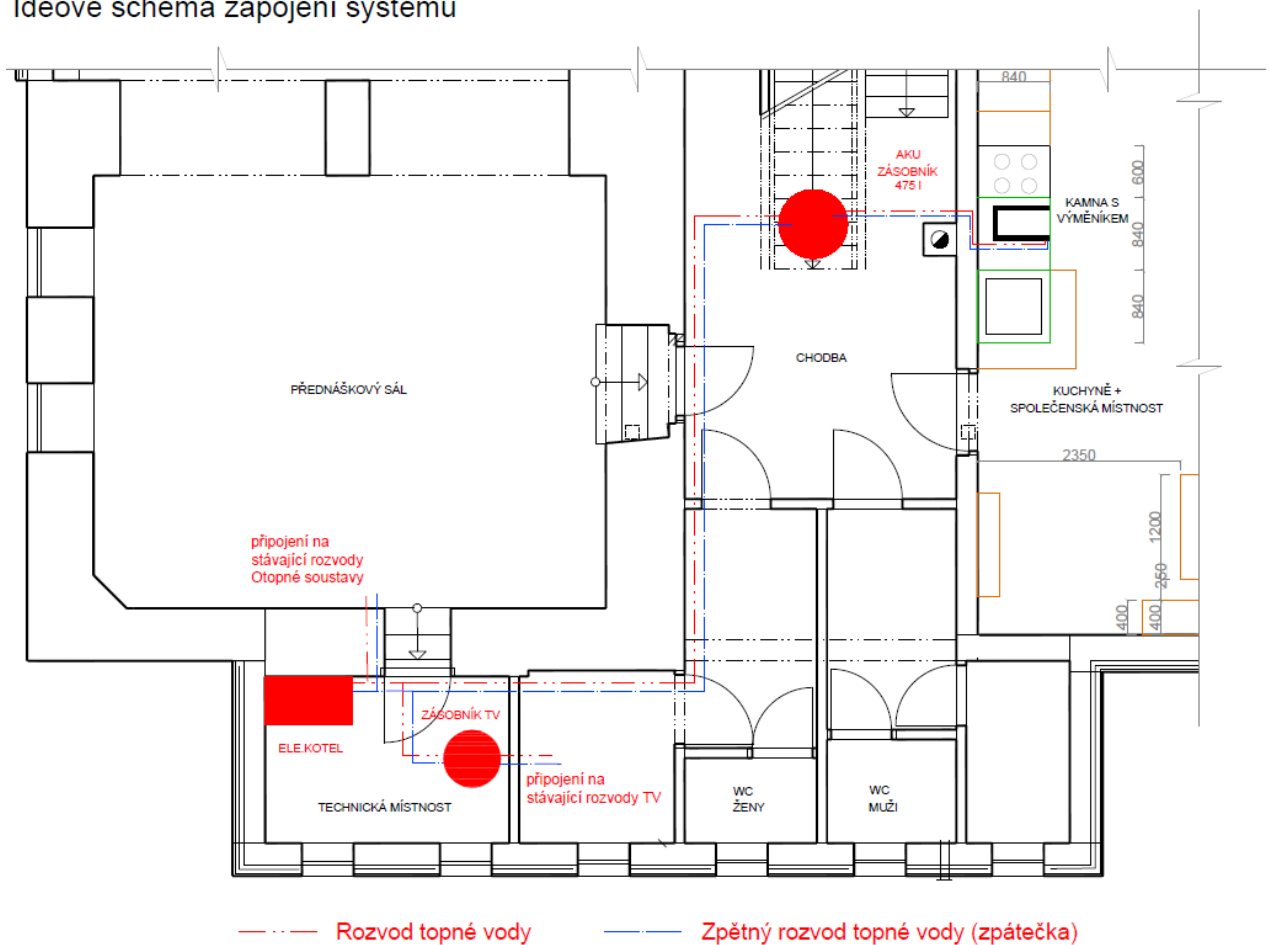 Ideové schéma zapojení systému
840
AKU
ZÁSOBNÍK
475 l
600
KAMNA S
VÝMĚNÍKEM
840
840
CHODBA
PŘEDNÁŠKOVÝ SÁL
KUCHYNĚ +
SPOLEČENSKÁ MÍSTNOST
2350
1200
250
400
400
připojení na
stávající rozvody
Otopné soustavy
ZÁSOBNÍK TV
ELE.KOTEL
připojení na
stávající rozvody TV
TECHNICKÁ MÍSTNOST
WC
ŽENY
WC
MUŽI
Rozvod topné vody
Zpětný rozvod topné vody (zpátečka)